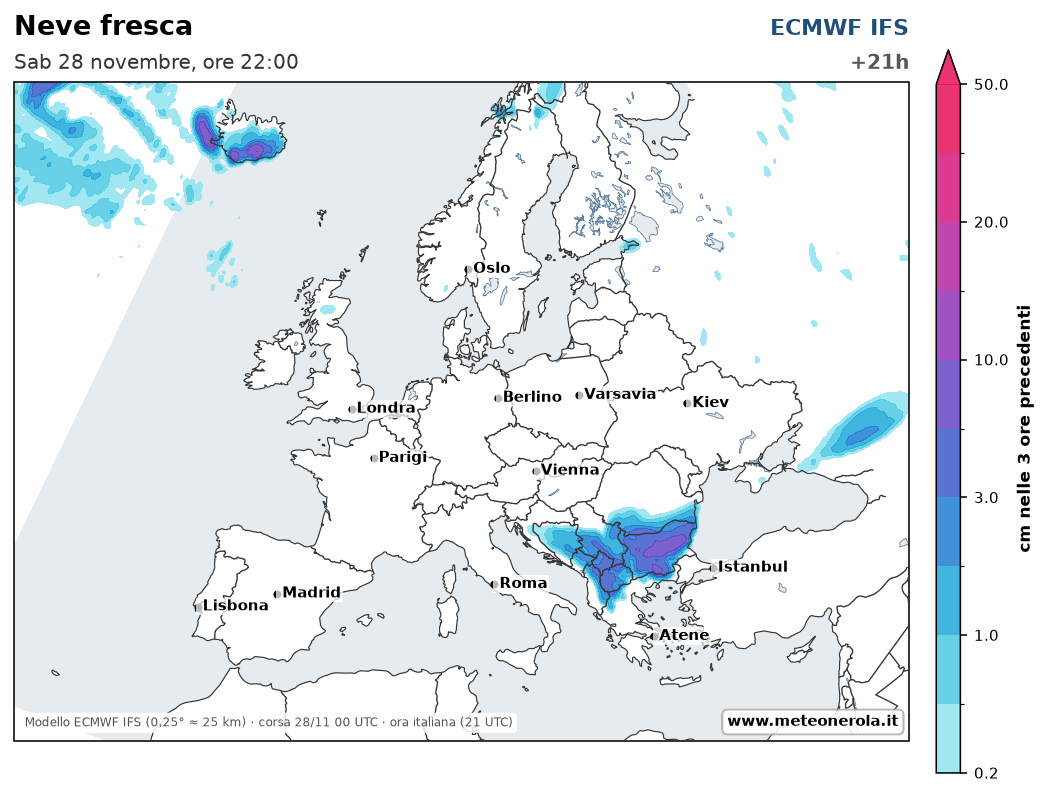 Neve fresca
ECMWF IFS
Sab 28 novembre, ore 22:00
+21h
50.0
20.0
10.0
3.0
1.0
0.2
cm nelle 3 ore precedenti
Oslo
Londra
Berlino
Varsavia
Kiev
Parigi
Vienna
Istanbul
Roma
Madrid
Lisbona
Atene
Modello ECMWF IFS (0,25° ≈ 25 km) · corsa 28/11 00 UTC · ora italiana (21 UTC)
www.meteonerola.it